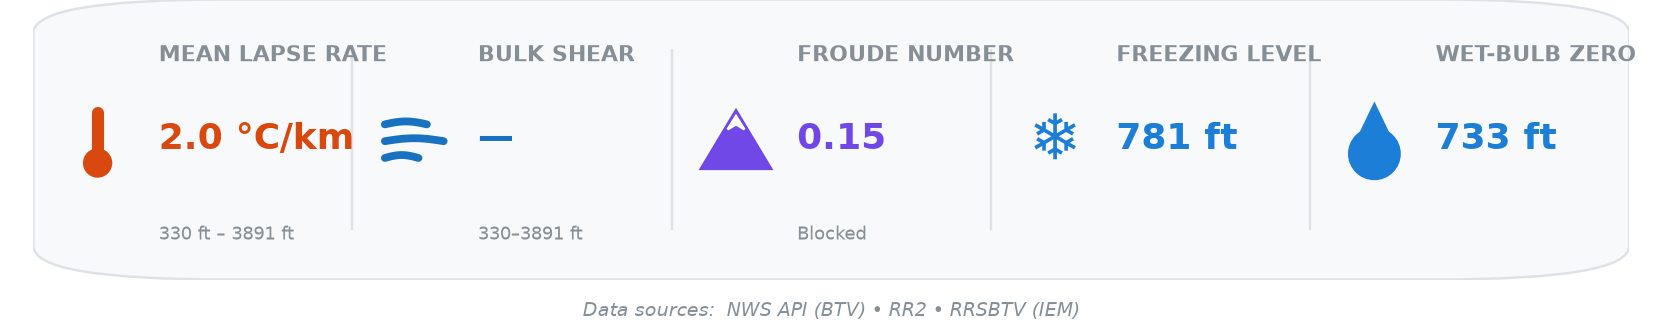 MEAN LAPSE RATE
2.0 °C/km
330 ft – 3891 ft
BULK SHEAR
—
330–3891 ft
FROUDE NUMBER
0.15
Blocked
FREEZING LEVEL
781 ft
WET-BULB ZERO
733 ft
Data sources: NWS API (BTV) • RR2 • RRSBTV (IEM)